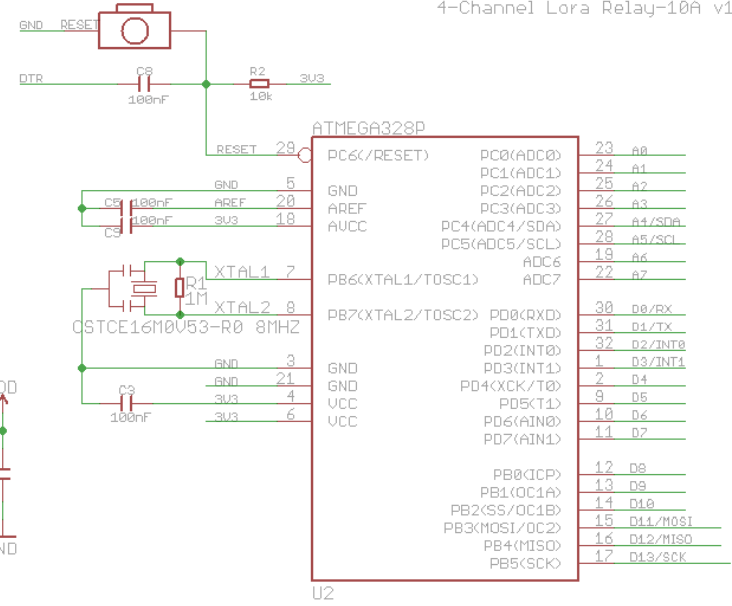 4-Channel Lora Relay-10A v1
GND RESET
DTR C8 R2 3V3
100nF 10k
ATMEGA328P
RESET 29 PC6(/RESET) PC0(ADC0) 23 A0
PC1(ADC1) 24 A1
GND 5 GND PC2(ADC2) 25 A2
C5 100nF AREF 20 AREF PC3(ADC3) 26 A3
C9 100nF 3V3 18 AVCC PC4(ADC4/SDA) 27 A4/SDA
PC5(ADC5/SCL) 28 A5/SCL
ADC6 19 A6
XTAL1 7 PB6(XTAL1/TOSC1) ADC7 22 A7
R1
1M
XTAL2 8 PB7(XTAL2/TOSC2) PD0(RXD) 30 D0/RX
CSTCE16M0V53-R0 8MHZ PD1(TXD) 31 D1/TX
PD2(INT0) 32 D2/INT0
GND 3 GND PD3(INT1) 1 D3/INT1
GND 21 GND PD4(XCK/T0) 2 D4
C3 3V3 4 VCC PD5(T1) 9 D5
100nF 3V3 6 VCC PD6(AIN0) 10 D6
PD7(AIN1) 11 D7
PB0(ICP) 12 D8
PB1(OC1A) 13 D9
PB2(SS/OC1B) 14 D10
PB3(MOSI/OC2) 15 D11/MOSI
PB4(MISO) 16 D12/MISO
PB5(SCK) 17 D13/SCK
U2